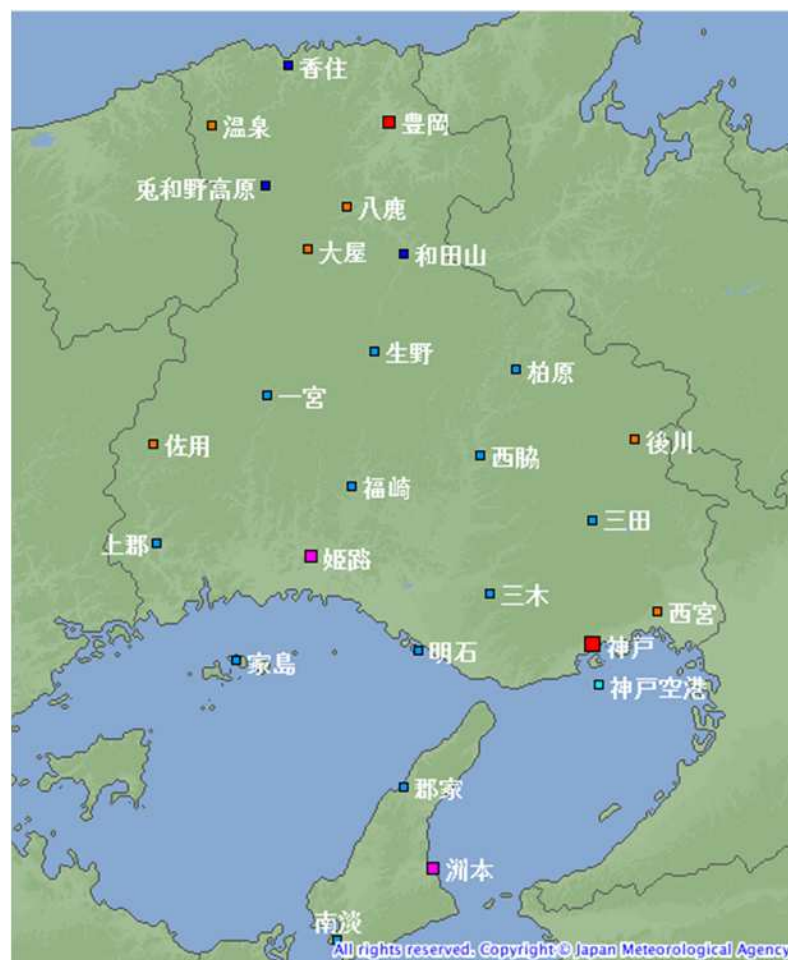 香住
温泉
豊岡
兎和野高原
八鹿
大屋
和田山
生野
柏原
一宮
佐用
後川
西脇
福崎
三田
上郡
姫路
三木
西宮
神戸
明石
家島
神戸空港
郡家
洲本
南淡
All rights reserved. Copyright © Japan Meteorological Agency